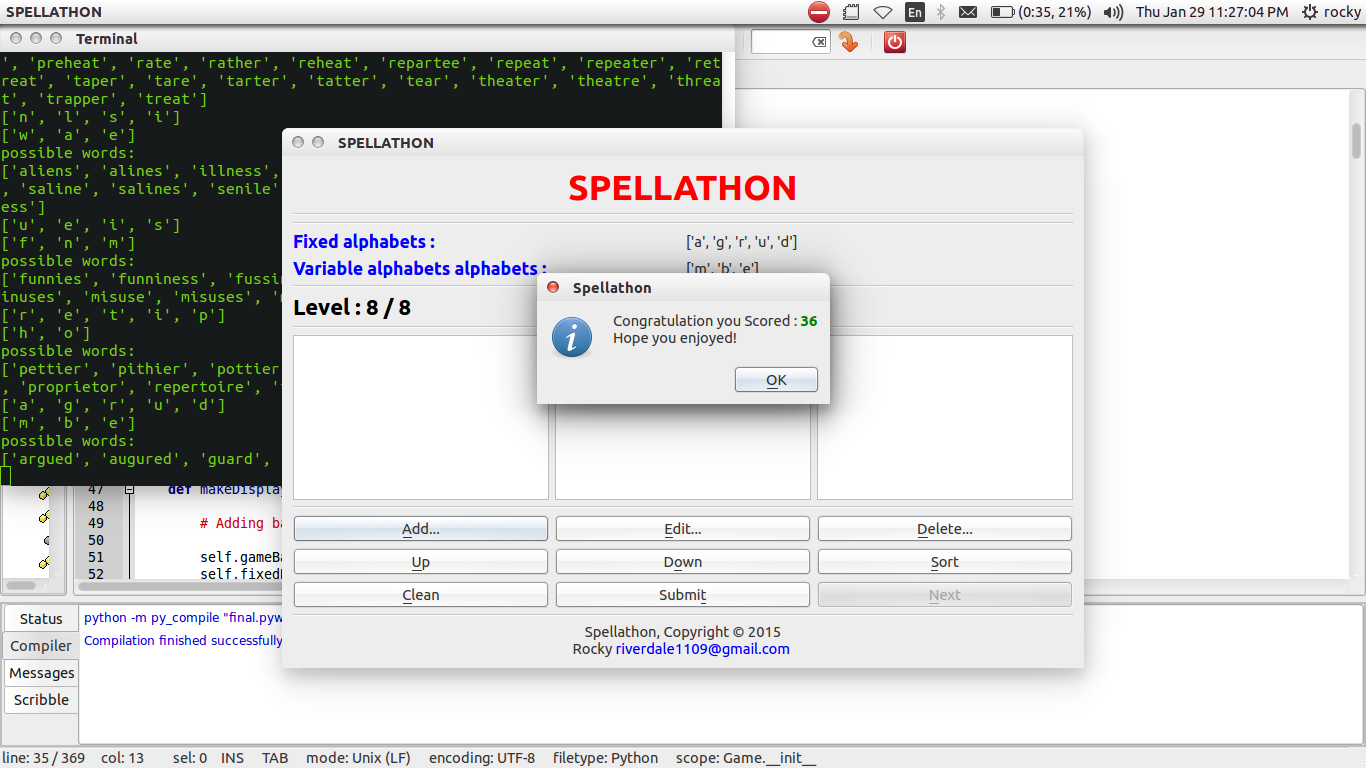 SPELLATHON
En
(0:35, 21%)
Thu Jan 29 11:27:04 PM
rocky
Terminal
', 'preheat', 'rate', 'rather', 'reheat', 'repartee', 'repeat', 'repeater', 'ret
reat', 'taper', 'tare', 'tarter', 'tatter', 'tear', 'theater', 'theatre', 'threa
t', 'trapper', 'treat']
['n', 'l', 's', 'i']
['w', 'a', 'e']
possible words:
['aliens', 'alines', 'illness',
, 'saline', 'salines', 'senile'
ess']
['u', 'e', 'i', 's']
['f', 'n', 'm']
possible words:
['funnies', 'funniness', 'fussin
inuses', 'misuse', 'misuses',
['r', 'e', 't', 'i', 'p']
['h', 'o']
possible words:
['pettier', 'pithier', 'pottier
, 'proprietor', 'repertoire', '
['a', 'g', 'r', 'u', 'd']
['m', 'b', 'e']
possible words:
['argued', 'augured', 'guard',
SPELLATHON
SPELLATHON
Fixed alphabets :
['a', 'g', 'r', 'u', 'd']
Variable alphabets alphabets :
['m', 'b', 'e']
Level : 8 / 8
Spellathon
Congratulation you Scored : 36
Hope you enjoyed!
OK
Add...
Edit...
Delete...
Up
Down
Sort
Clean
Submit
Next
Spellathon, Copyright © 2015
Rocky riverdale1109@gmail.com
47 def makeDisplay
48
49 # Adding ba
50
51 self.gameBa
52 self.fixed
Status
Compiler
Messages
Scribble
python -m py_compile "final.pyw
Compilation finished successfully
line: 35 / 369 col: 13 sel: 0 INS TAB mode: Unix (LF) encoding: UTF-8 filetype: Python scope: Game.__init__